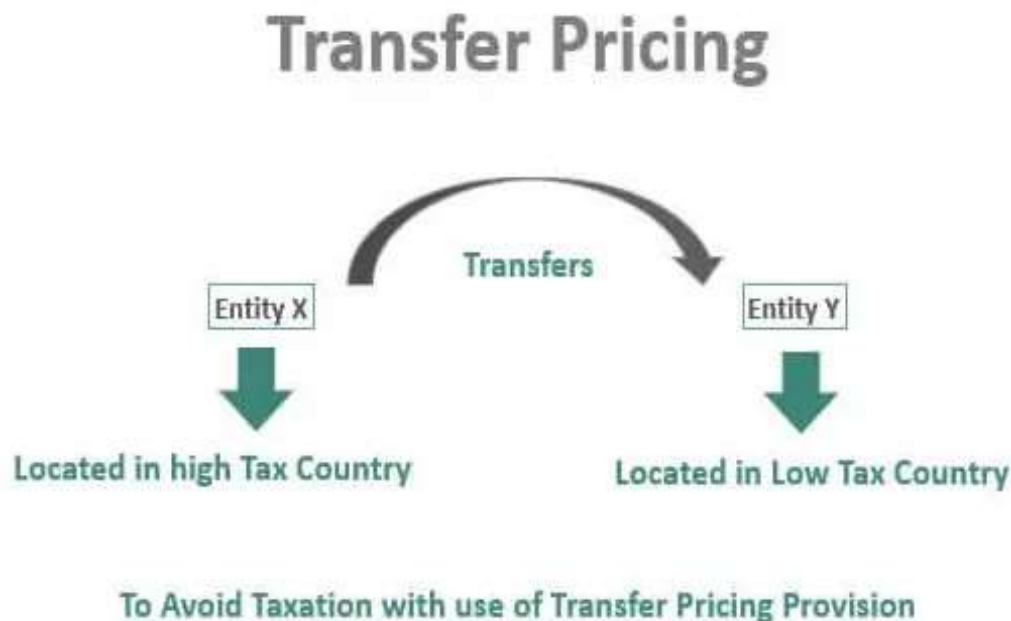 Transfer Pricing
Transfers
Entity X
Entity Y
Located in high Tax Country
Located in Low Tax Country
To Avoid Taxation with use of Transfer Pricing Provision